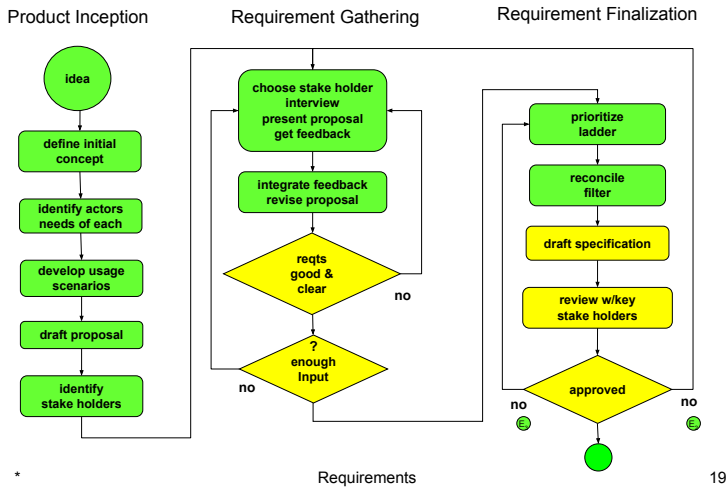 Product Inception
Requirement Gathering
Requirement Finalization
idea
define initial
concept
identify actors
needs of each
develop usage
scenarios
draft proposal
identify
stake holders
choose stake holder
interview
present proposal
get feedback
integrate feedback
revise proposal
reqts
good &
clear
no
?
enough
Input
no
prioritize
ladder
reconcile
filter
draft specification
review w/key
stake holders
approved
no
no
*
Requirements
19